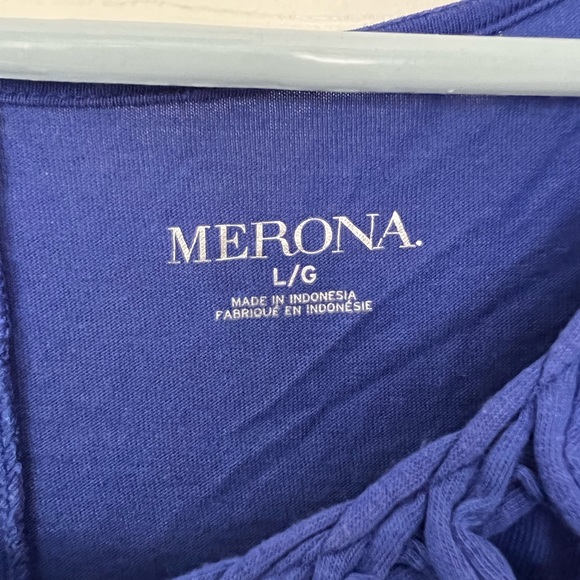 MERONA.
L/G
MADE IN INDONESIA
FABRIQUÉ EN INDONÉSIE